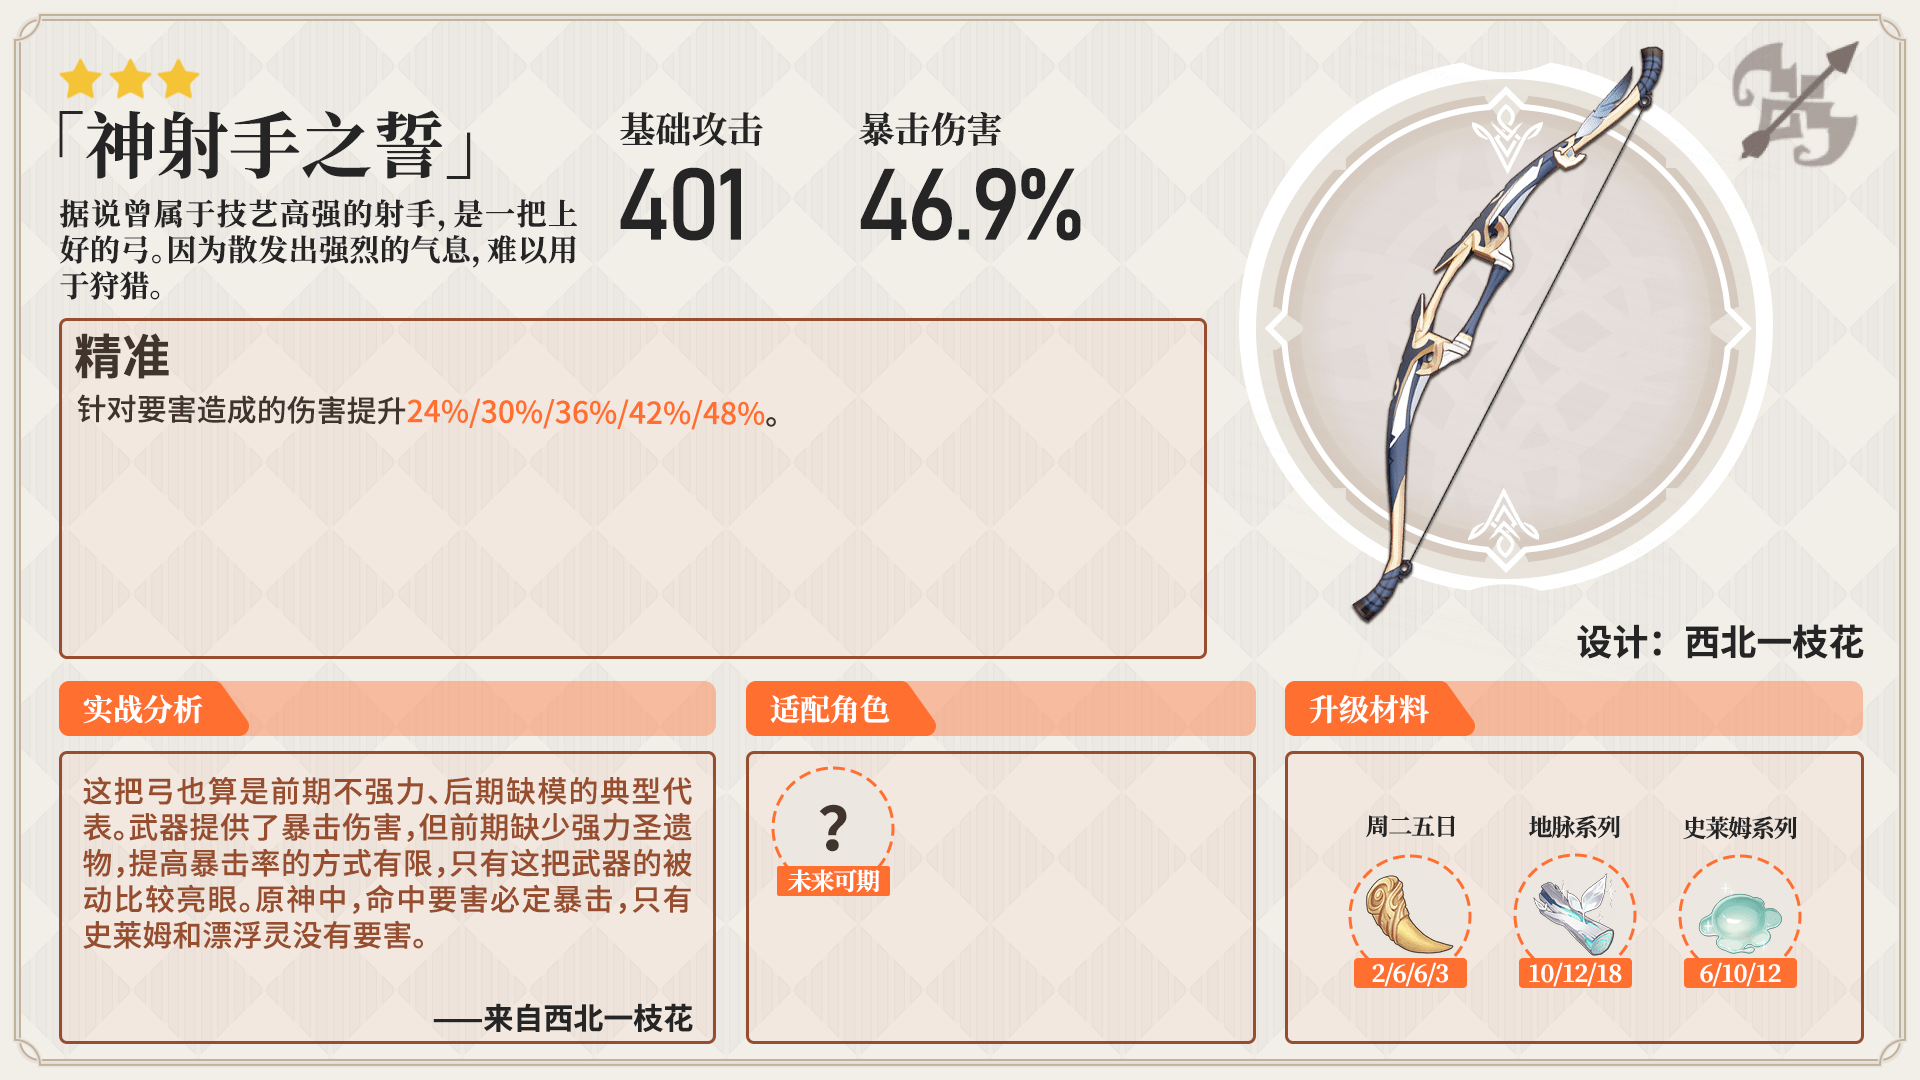 「神射手之誓」
据说曾属于技艺高强的射手，是一把上
好的弓。因为散发出强烈的气息，难以用
于狩猎。
基础攻击
401
暴击伤害
46.9%
精准
针对要害造成的伤害提升24%/30%/36%/42%/48%。
设计：西北一枝花
实战分析
这把弓也算是前期不强力、后期缺模的典型代
表。武器提供了暴击伤害，但前期缺少强力圣遗
物，提高暴击率的方式有限，只有这把武器的被
动比较亮眼。原神中，命中要害必定暴击，只有
史莱姆和漂浮灵没有要害。
——来自西北一枝花
适配角色
?
未来可期
升级材料
周二五日
2/6/6/3
地脉系列
10/12/18
史莱姆系列
6/10/12